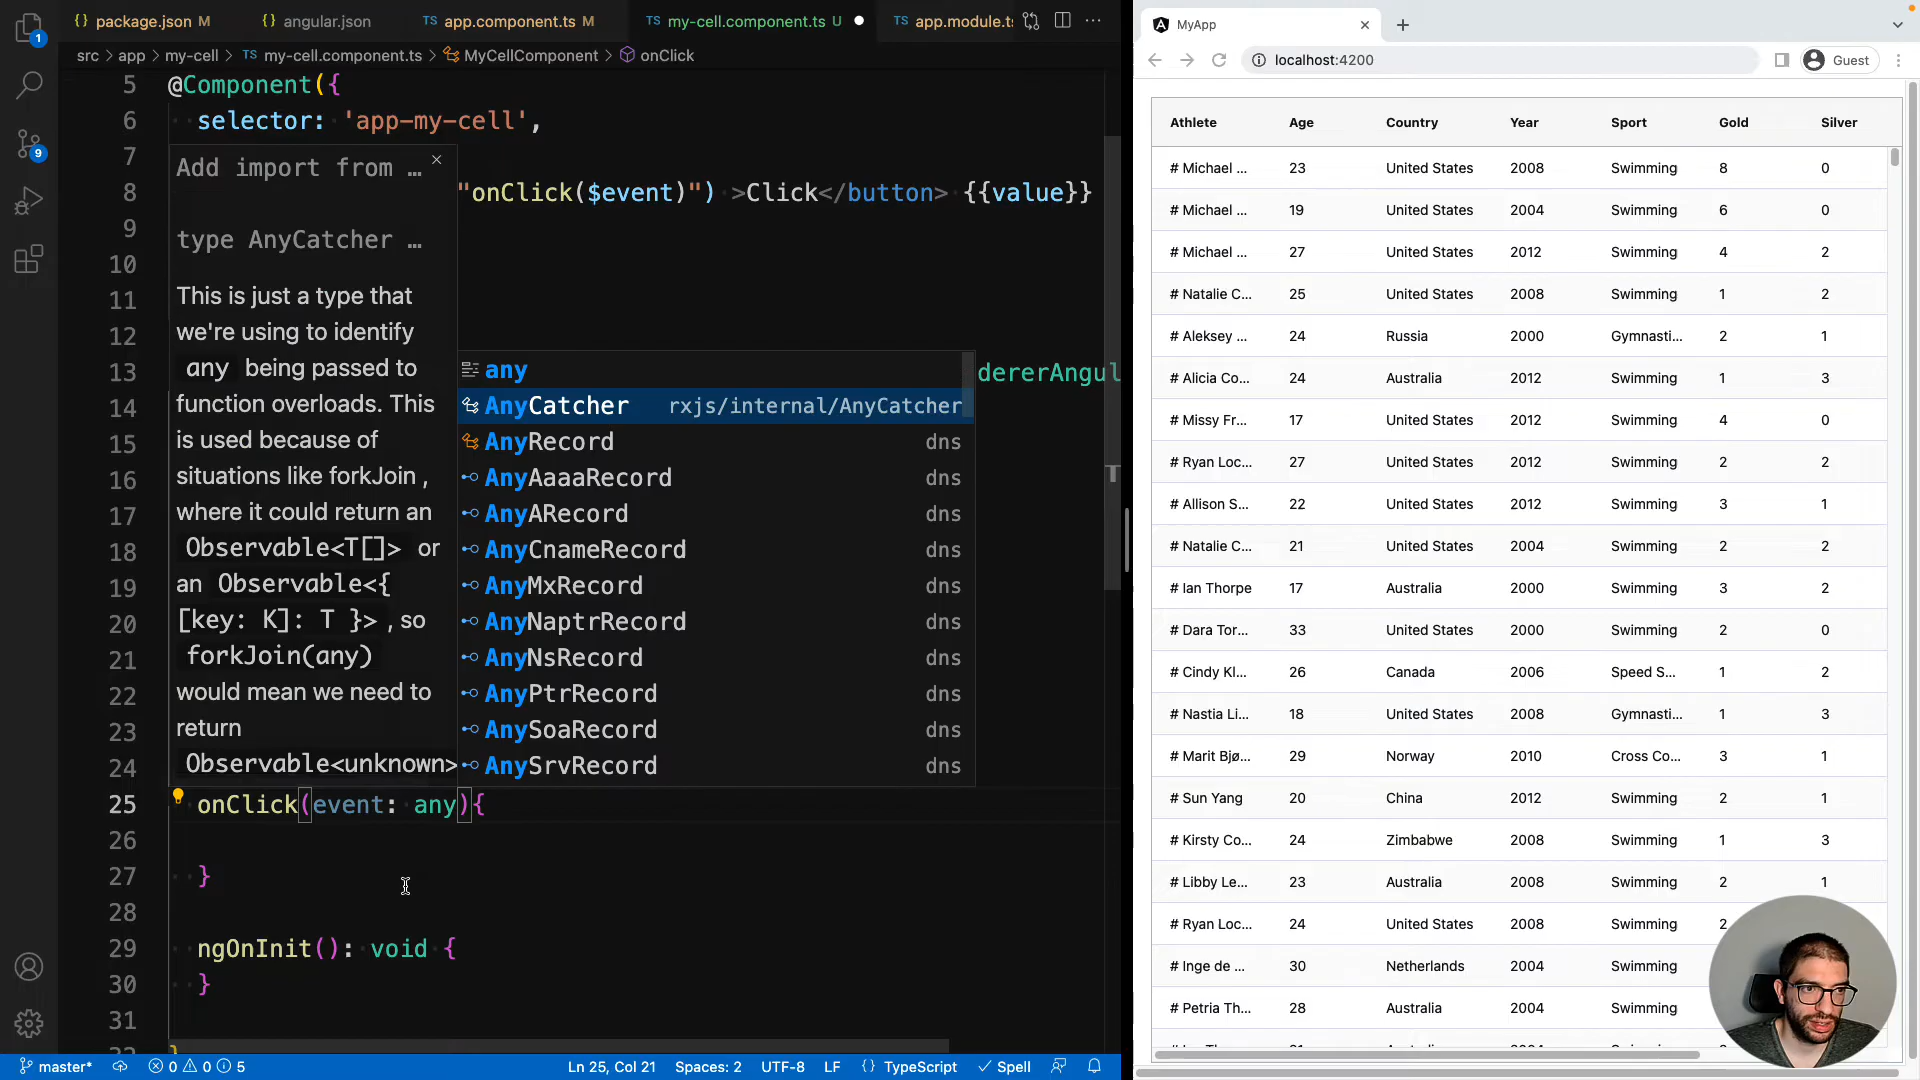 package.json M
angular.json
app.component.ts M
my-cell.component.ts U
app.module.ts
src > app > my-cell > TS my-cell.component.ts > MyCellComponent > onClick
5 @Component({
6 selector: 'app-my-cell',
7
8 "onClick($event)") >Click</button> {{value}}
9
10
11
12
13 dererAngul
14
15
16
17
18
19
20
21
22
23
24
25 onClick(event: any){
26
27 }
28
29 ngOnInit(): void {
30 }
31
Add import from …
type AnyCatcher …
This is just a type that
we're using to identify
any being passed to
function overloads. This
is used because of
situations like forkJoin ,
where it could return an
Observable<T[]> or
an Observable<{
[key: K]: T }> , so
forkJoin(any)
would mean we need to
return
Observable<unknown>
any
AnyCatcher rxjs/internal/AnyCatcher
AnyRecord dns
AnyAaaaRecord dns
AnyARecord dns
AnyCnameRecord dns
AnyMxRecord dns
AnyNaptrRecord dns
AnyNsRecord dns
AnyPtrRecord dns
AnySoaRecord dns
AnySrvRecord dns
1
9
master* 0 0 5 Ln 25, Col 21 Spaces: 2 UTF-8 LF {} TypeScript Spell
MyApp
localhost:4200 Guest
Athlete Age Country Year Sport Gold Silver
# Michael ... 23 United States 2008 Swimming 8 0
# Michael ... 19 United States 2004 Swimming 6 0
# Michael ... 27 United States 2012 Swimming 4 2
# Natalie C... 25 United States 2008 Swimming 1 2
# Aleksey ... 24 Russia 2000 Gymnasti... 2 1
# Alicia Co... 24 Australia 2012 Swimming 1 3
# Missy Fr... 17 United States 2012 Swimming 4 0
# Ryan Loc... 27 United States 2012 Swimming 2 2
# Allison S... 22 United States 2012 Swimming 3 1
# Natalie C... 21 United States 2004 Swimming 2 2
# Ian Thorpe 17 Australia 2000 Swimming 3 2
# Dara Tor... 33 United States 2000 Swimming 2 0
# Cindy Kl... 26 Canada 2006 Speed S... 1 2
# Nastia Li... 18 United States 2008 Gymnasti... 1 3
# Marit Bjø... 29 Norway 2010 Cross Co... 3 1
# Sun Yang 20 China 2012 Swimming 2 1
# Kirsty Co... 24 Zimbabwe 2008 Swimming 1 3
# Libby Le... 23 Australia 2008 Swimming 2 1
# Ryan Loc... 24 United States 2008 Swimming 2
# Inge de ... 30 Netherlands 2004 Swimming
# Petria Th... 28 Australia 2004 Swimming